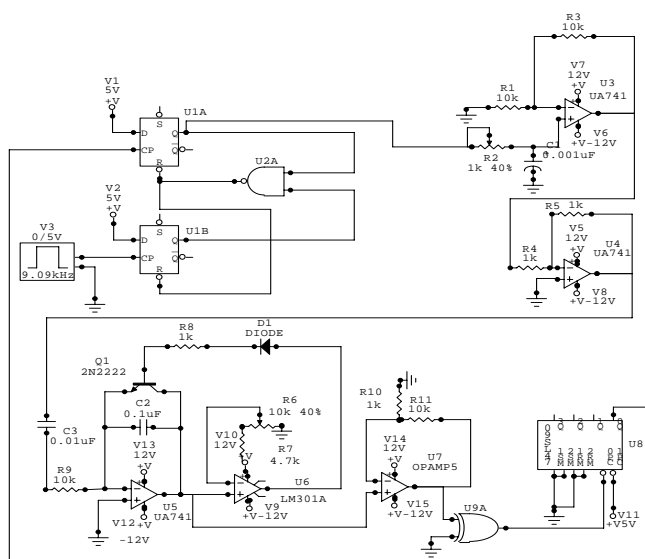 R3
10k
V7
12V
+V
U3
UA741
V6
+V-12V
R1
10k
R2
1k 40%
C1
0.001uF
V1
5V
+V
U1A
S
D
Q
CP
Q
R
U2A
V2
5V
+V
S
U1B
D
Q
CP
Q
R
V3
0/5V
9.09kHz
R5 1k
V5
12V
+V
U4
UA741
R4
1k
V8
+V-12V
D1
DIODE
R8
1k
Q1
2N2222
C2
0.1uF
V13
12V
+V
C3
0.01uF
R9
10k
U5
UA741
V12
+V
-12V
R6
10k 40%
V10
12V
+V
R7
4.7k
U6
LM301A
V9
+V-12V
R10
1k
R11
10k
V14
12V
+V
U7
OPAMP5
V15
+V-12V
U9A
U8
V11
+V5V